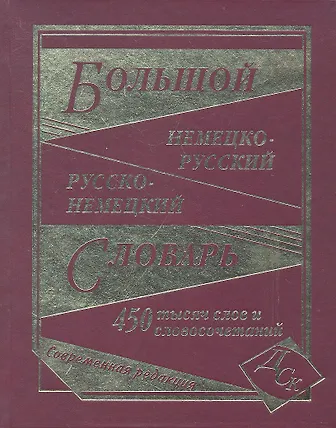 Большой
немецко-
русский
русско-
немецкий
Словарь
450 тысяч слов и
словосочетаний
Современная редакция
ДСК